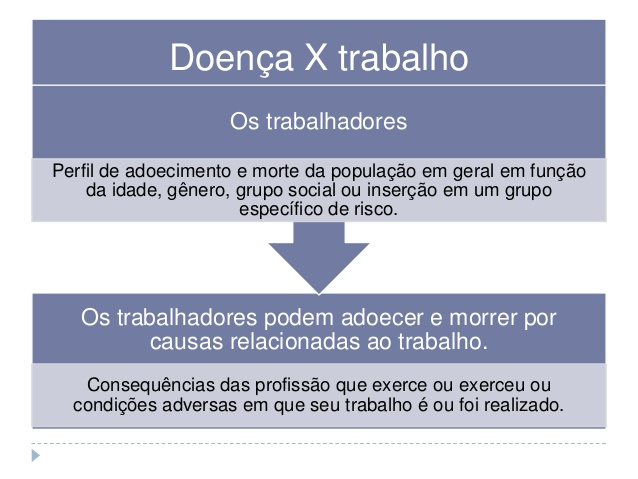 Doença X trabalho
Os trabalhadores
Perfil de adoecimento e morte da população em geral em função
da idade, gênero, grupo social ou inserção em um grupo
específico de risco.
Os trabalhadores podem adoecer e morrer por
causas relacionadas ao trabalho.
Consequências das profissão que exerce ou exerceu ou
condições adversas em que seu trabalho é ou foi realizado.